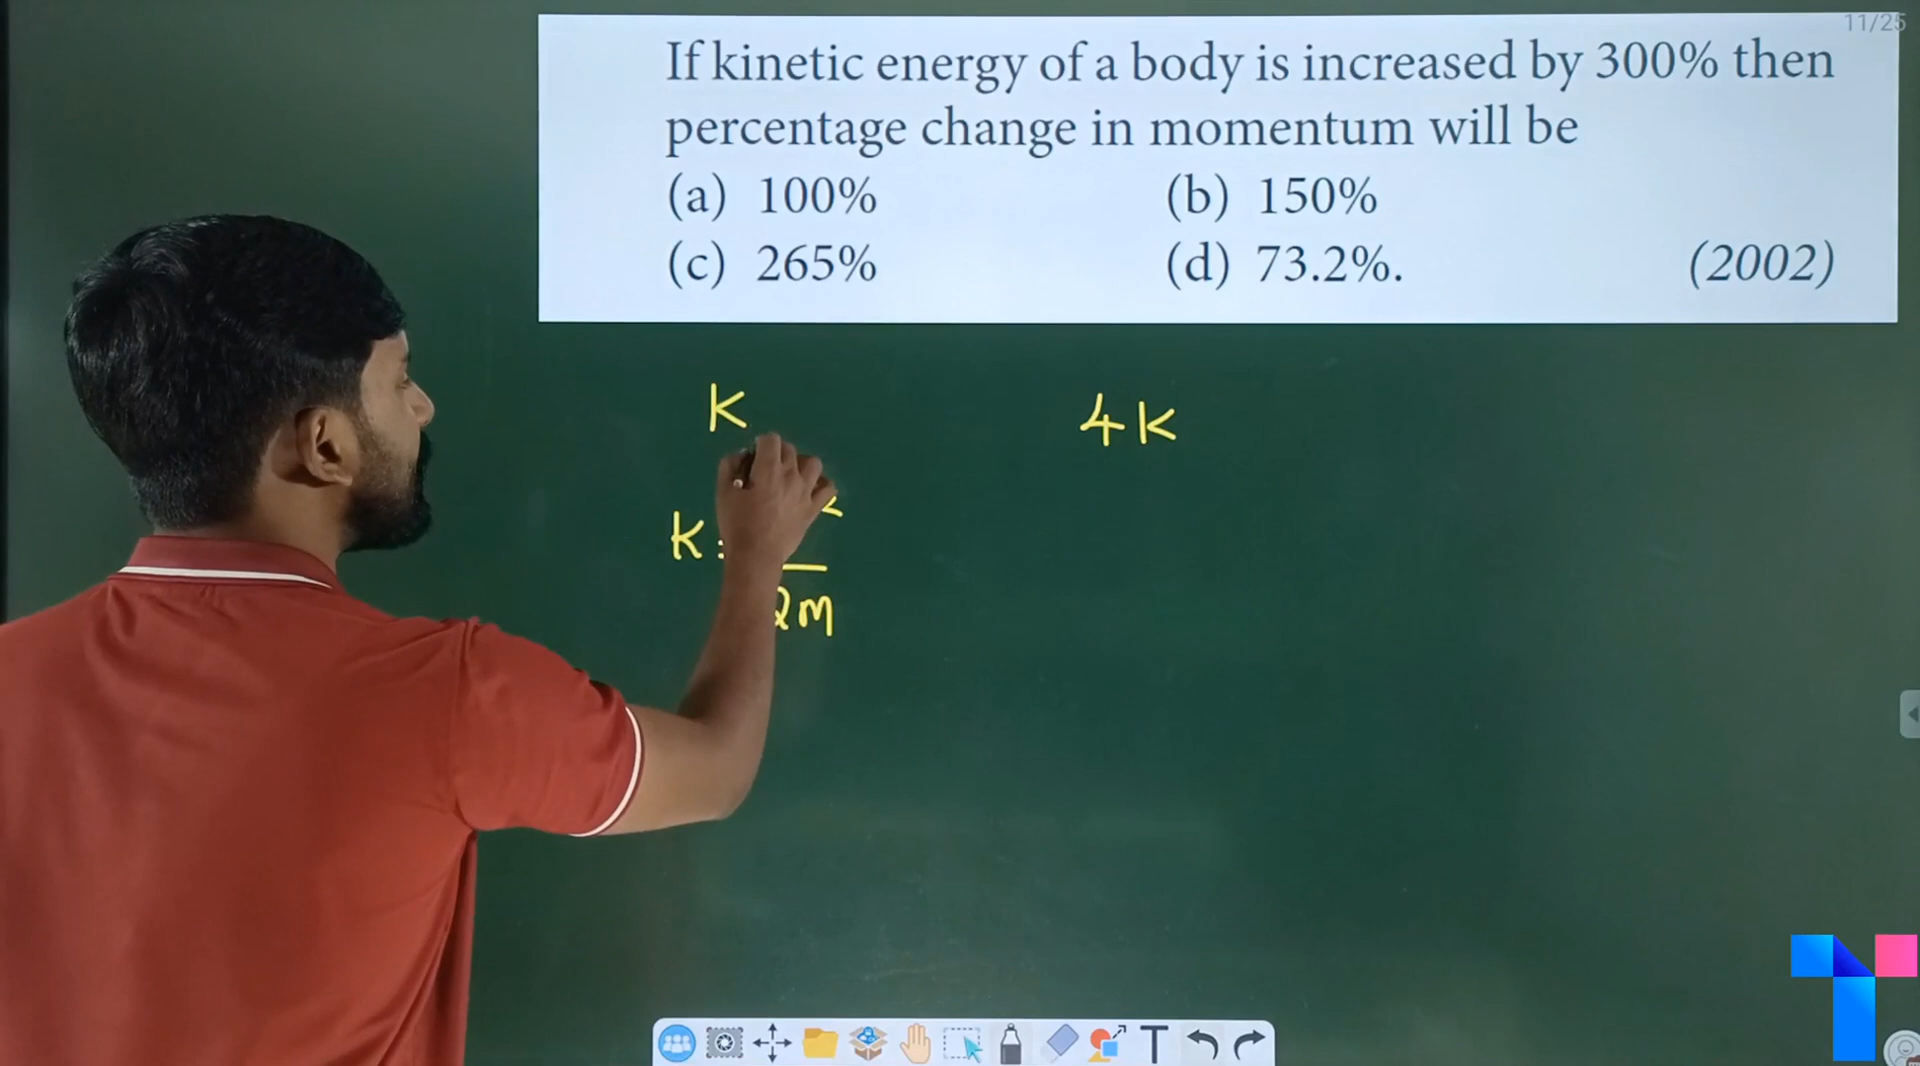 11/25
If kinetic energy of a body is increased by 300% then
percentage change in momentum will be
(a) 100% (b) 150%
(c) 265% (d) 73.2%. (2002)
K 4K
K = 2
2m
T